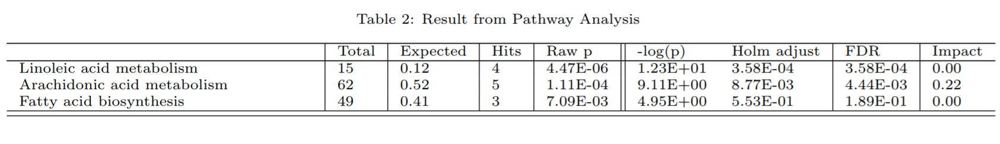 Table 2: Result from Pathway Analysis
Total Expected Hits Raw p -log(p) Holm adjust FDR Impact
Linoleic acid metabolism 15 0.12 4 4.47E-06 1.23E+01 3.58E-04 3.58E-04 0.00
Arachidonic acid metabolism 62 0.52 5 1.11E-04 9.11E+00 8.77E-03 4.44E-03 0.22
Fatty acid biosynthesis 49 0.41 3 7.09E-03 4.95E+00 5.53E-01 1.89E-01 0.00